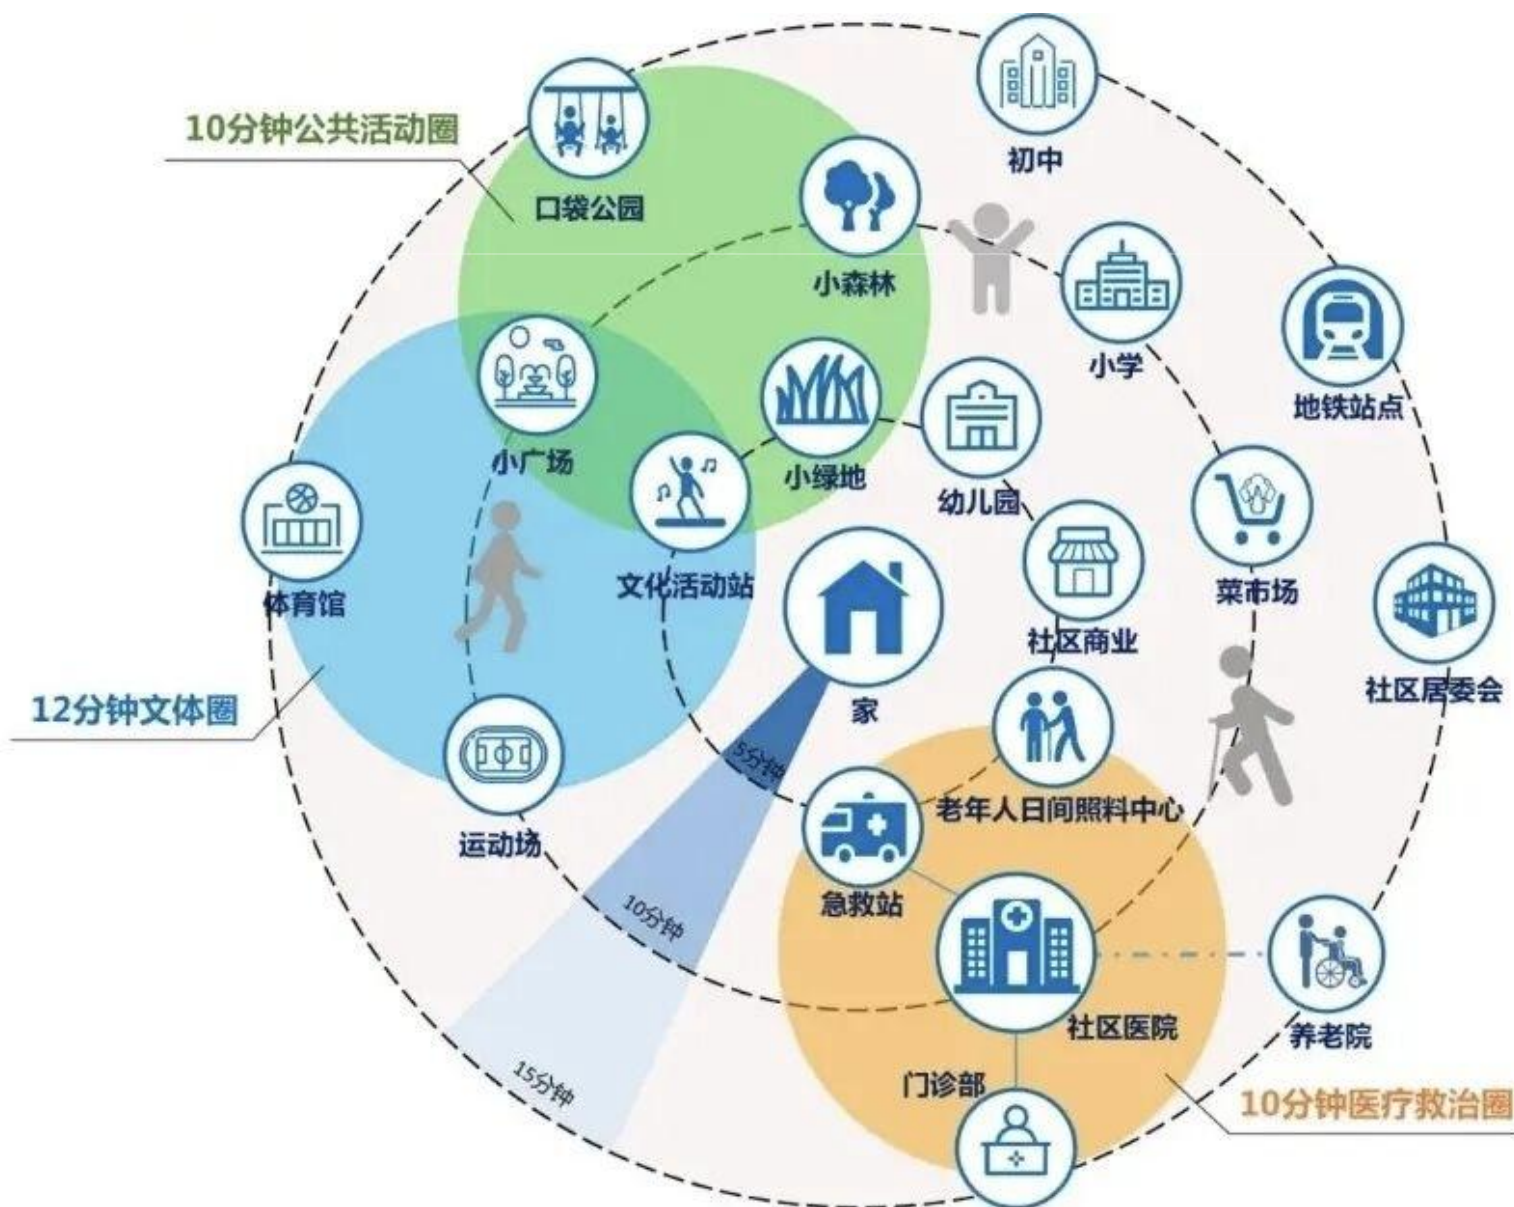 初中
10分钟公共活动圈
口袋公园
小森林
小学
地铁站点
小广场
小绿地
幼儿园
体育馆
文化活动站
社区商业
菜市场
社区居委会
家
12分钟文体圈
5分钟
运动场
老年人日间照料中心
急救站
10分钟
社区医院
养老院
15分钟
门诊部
10分钟医疗救治圈